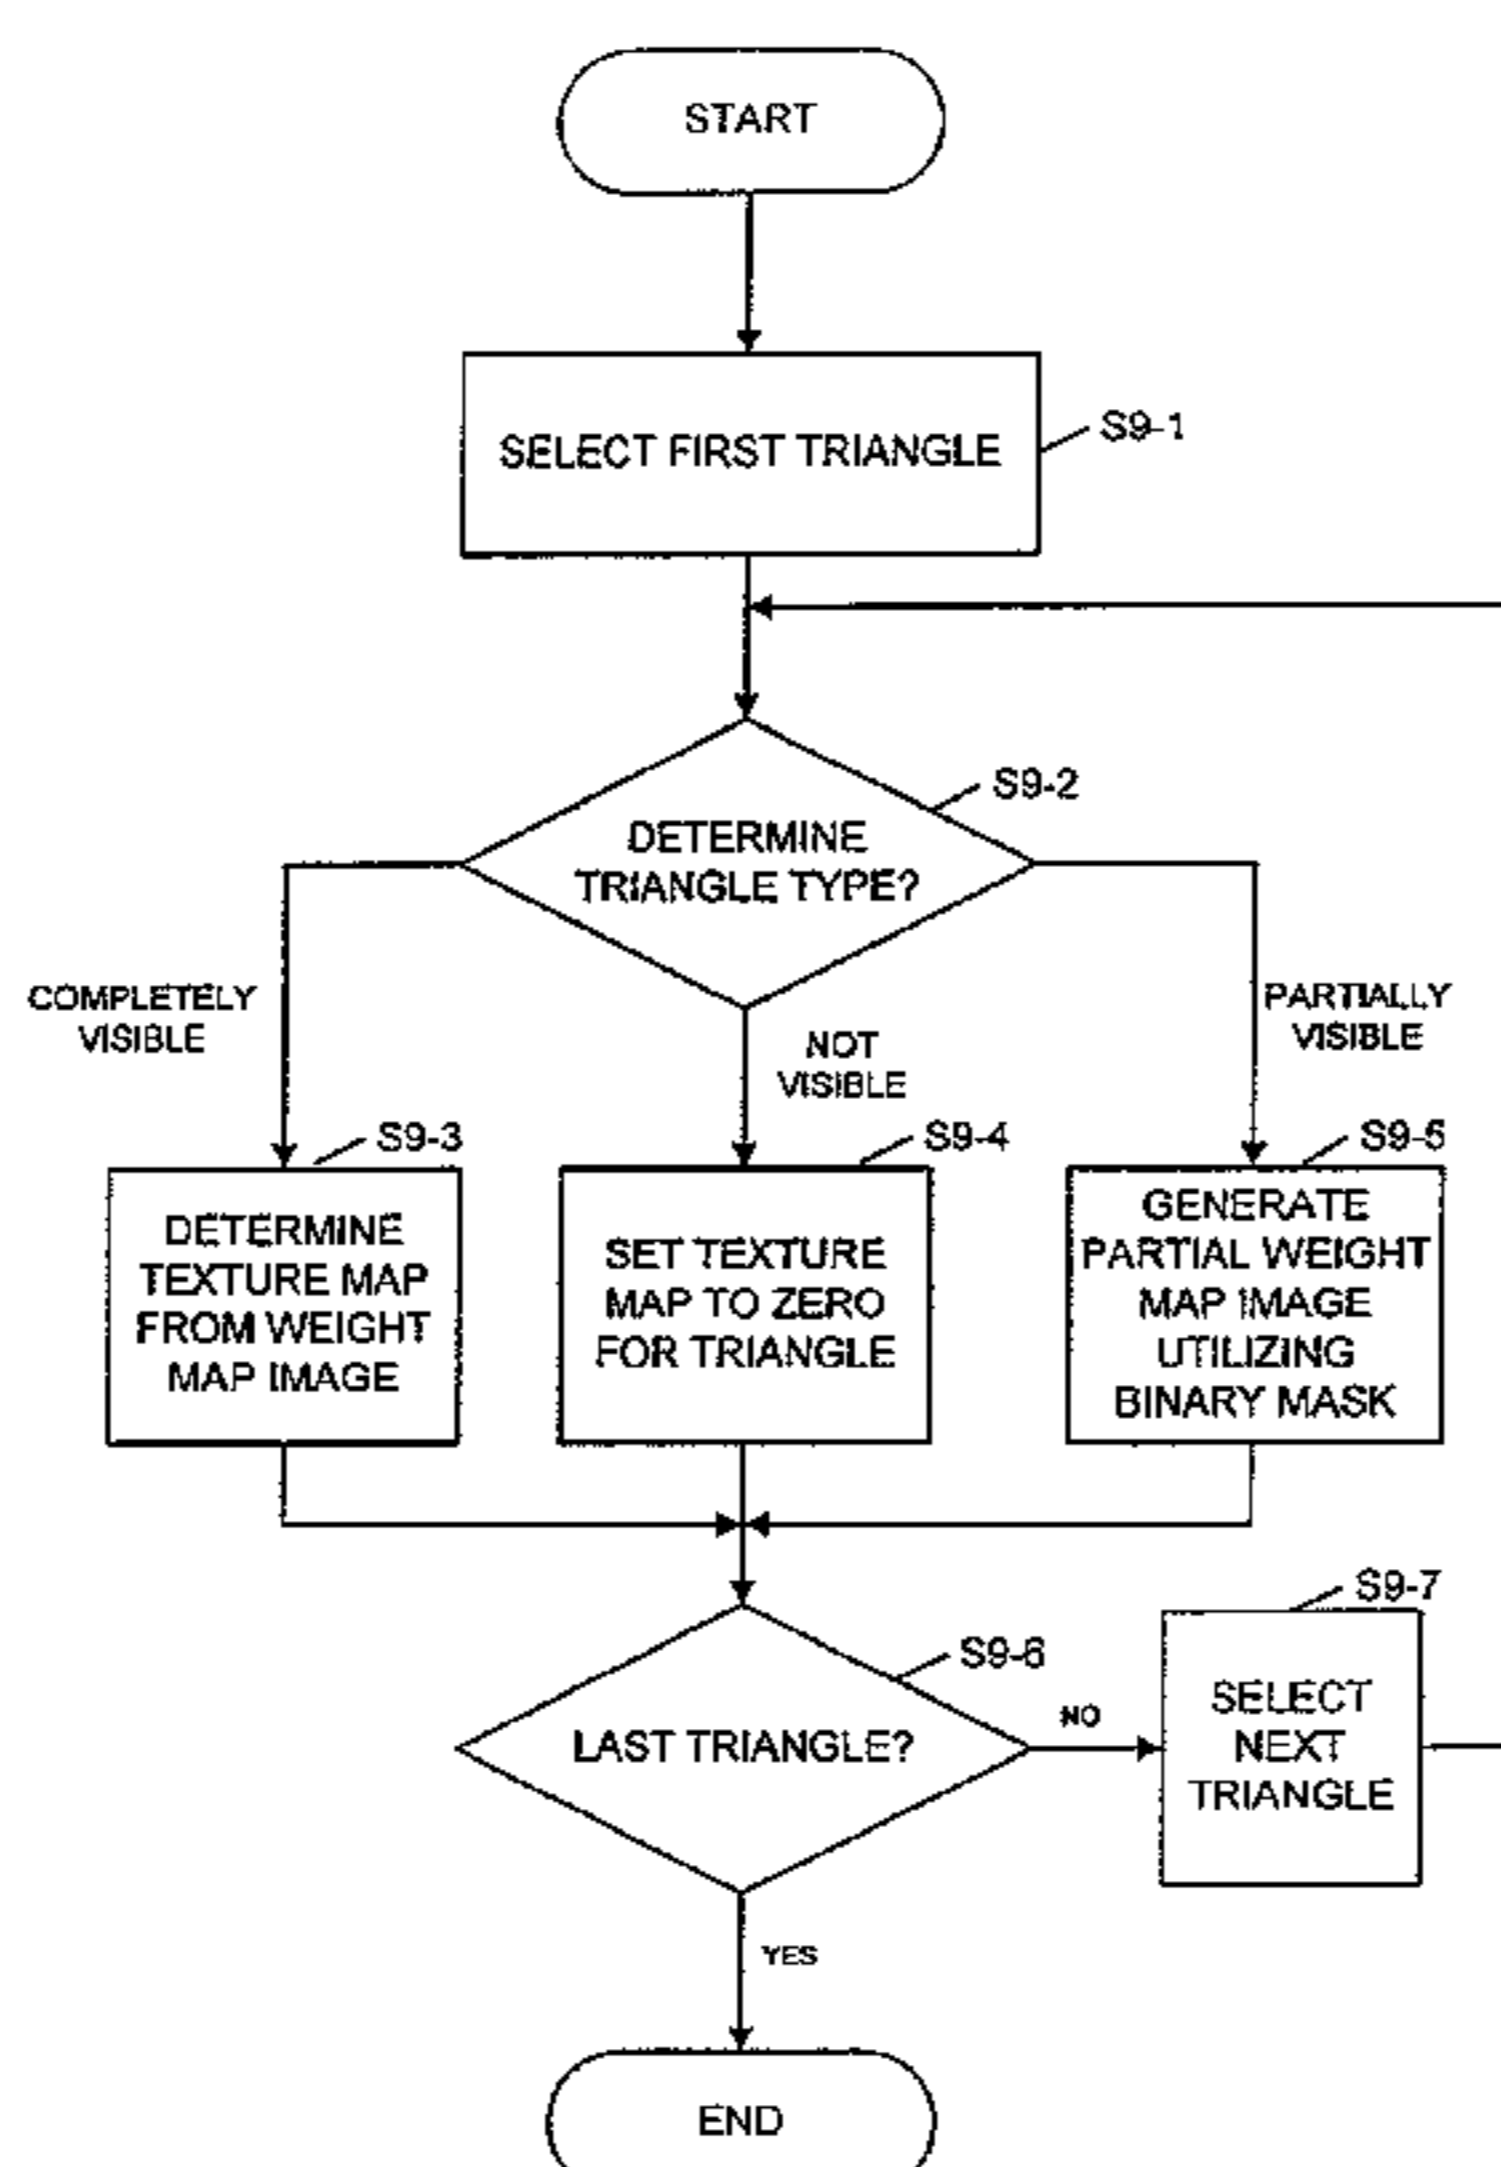 START
SELECT FIRST TRIANGLE
S9-1
S9-2
DETERMINE
TRIANGLE TYPE?
COMPLETELY
VISIBLE
NOT
VISIBLE
PARTIALLY
VISIBLE
S9-3
DETERMINE
TEXTURE MAP
FROM WEIGHT
MAP IMAGE
S9-4
SET TEXTURE
MAP TO ZERO
FOR TRIANGLE
S9-5
GENERATE
PARTIAL WEIGHT
MAP IMAGE
UTILIZING
BINARY MASK
S9-6
LAST TRIANGLE?
NO
S9-7
SELECT
NEXT
TRIANGLE
YES
END